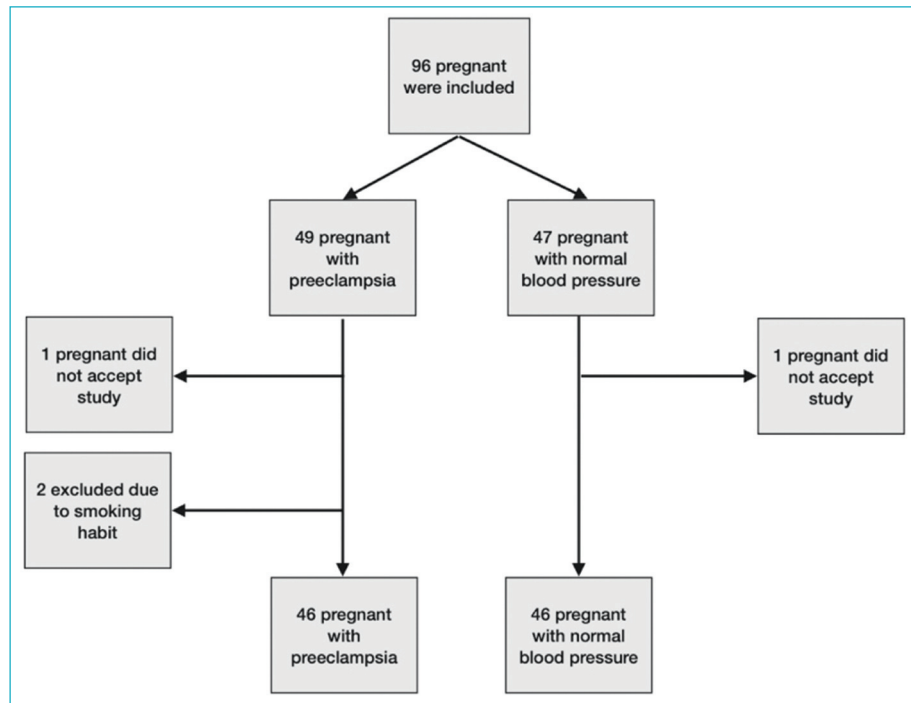 96 pregnant
were included
49 pregnant
with
preeclampsia
47 pregnant
with normal
blood pressure
1 pregnant did
not accept
study
1 pregnant did
not accept
study
2 excluded due
to smoking
habit
46 pregnant
with
preeclampsia
46 pregnant
with normal
blood pressure